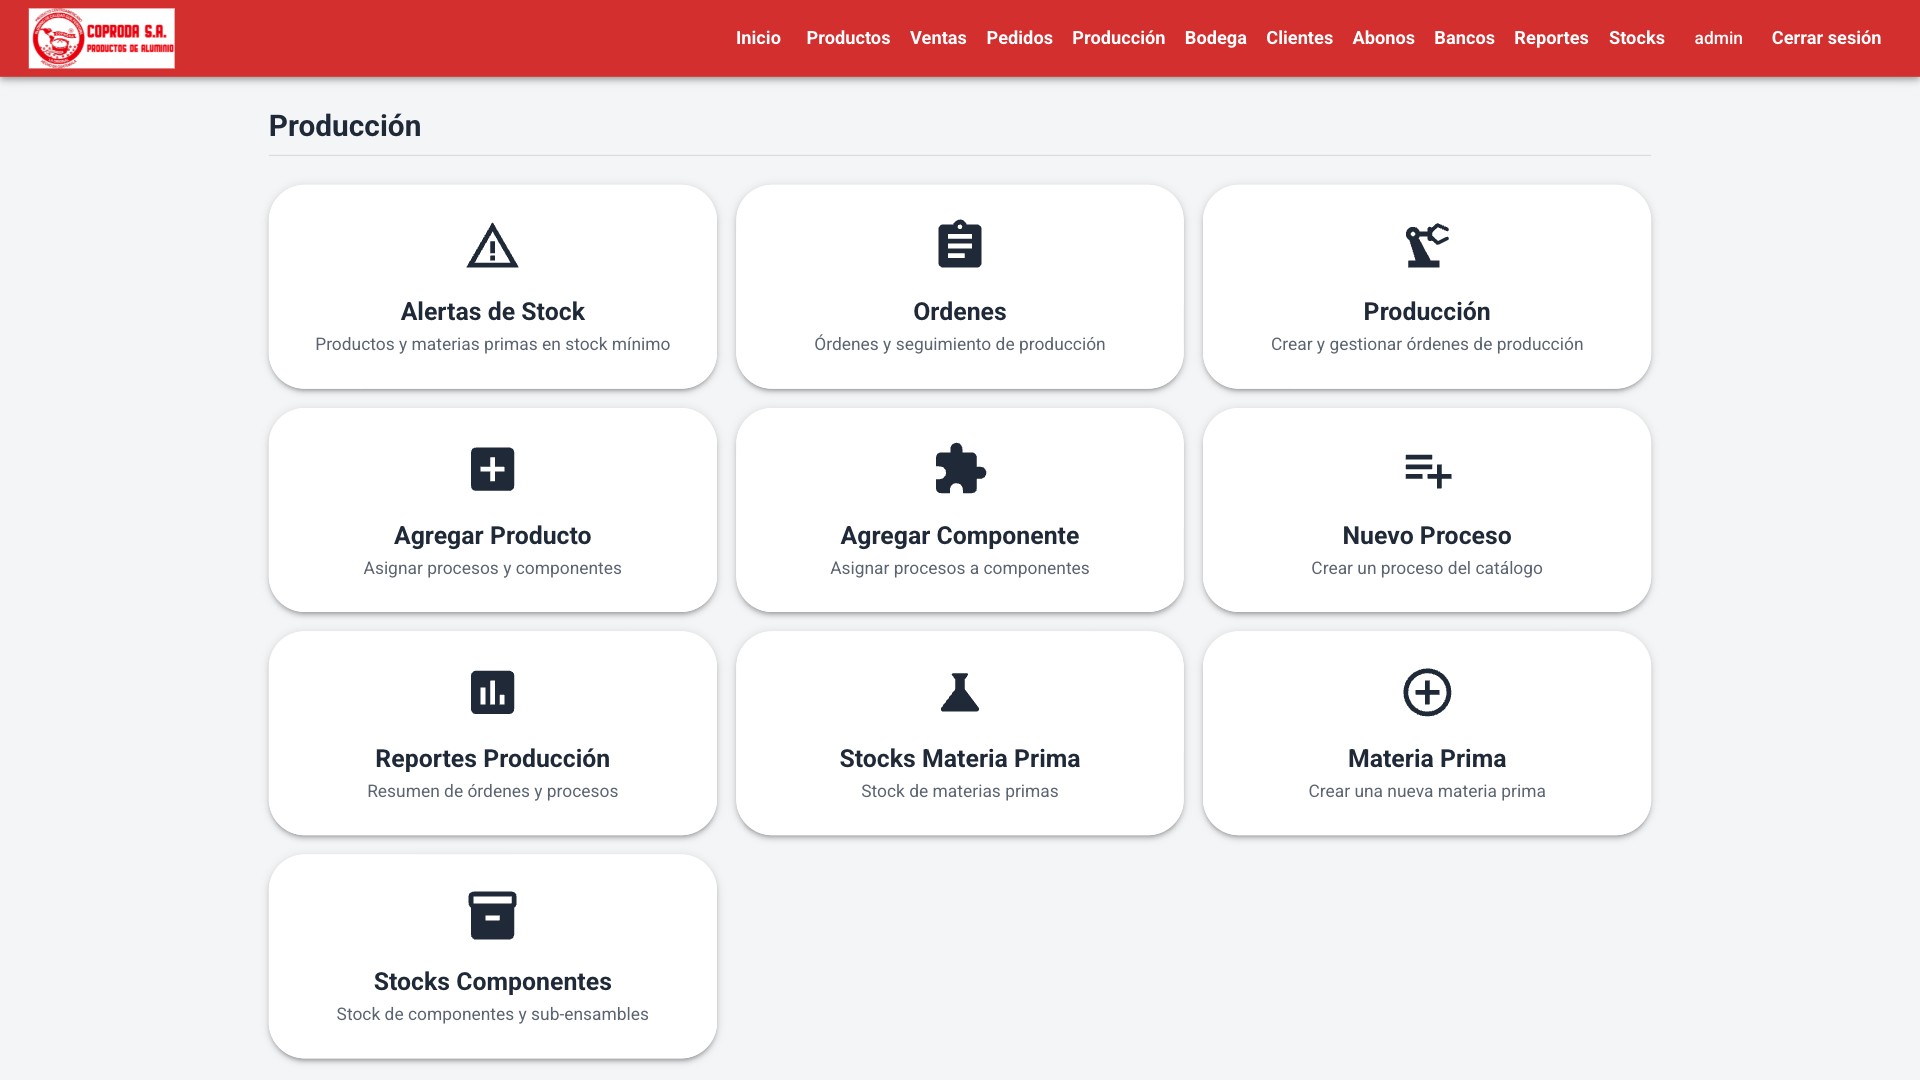 COPRODA S.A.
PRODUCTOS DE ALUMINIO
Inicio Productos Ventas Pedidos Producción Bodega Clientes Abonos Bancos Reportes Stocks admin Cerrar sesión
Producción
Alertas de Stock
Productos y materias primas en stock mínimo
Ordenes
Órdenes y seguimiento de producción
Producción
Crear y gestionar órdenes de producción
Agregar Producto
Asignar procesos y componentes
Agregar Componente
Asignar procesos a componentes
Nuevo Proceso
Crear un proceso del catálogo
Reportes Producción
Resumen de órdenes y procesos
Stocks Materia Prima
Stock de materias primas
Materia Prima
Crear una nueva materia prima
Stocks Componentes
Stock de componentes y sub-ensambles